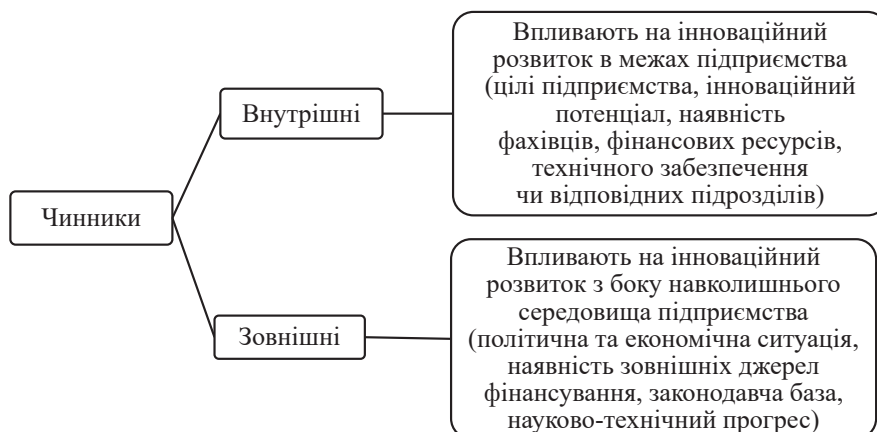 Чинники
Внутрішні
Впливають на інноваційний
розвиток в межах підприємства
(цілі підприємства, інноваційний
потенціал, наявність
фахівців, фінансових ресурсів,
технічного забезпечення
чи відповідних підрозділів)
Зовнішні
Впливають на інноваційний
розвиток з боку навколишнього
середовища підприємства
(політична та економічна ситуація,
наявність зовнішніх джерел
фінансування, законодавча база,
науково-технічний прогрес)